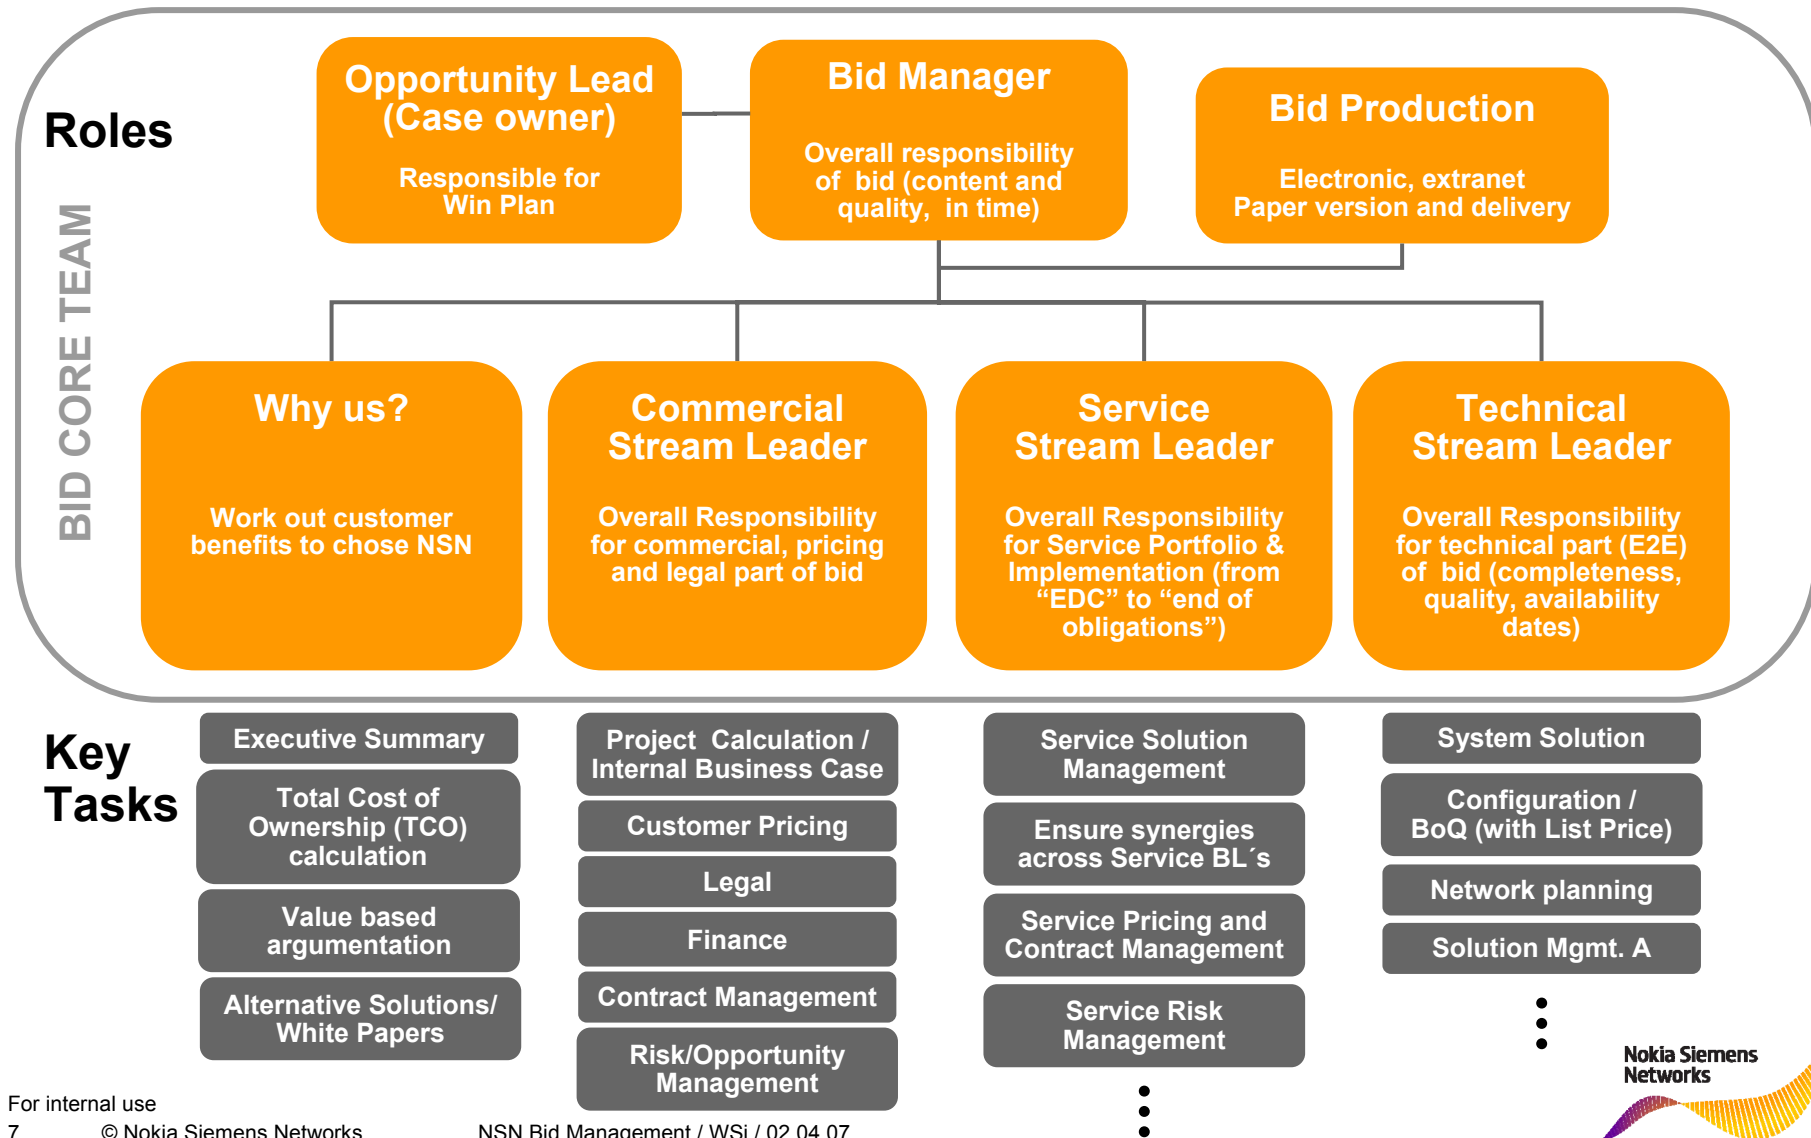 Roles
BID CORE TEAM
Opportunity Lead
(Case owner)
Responsible for
Win Plan
Bid Manager
Overall responsibility
of bid (content and
quality, in time)
Bid Production
Electronic, extranet
Paper version and delivery
Why us?
Work out customer
benefits to chose NSN
Commercial
Stream Leader
Overall Responsibility
for commercial, pricing
and legal part of bid
Service
Stream Leader
Overall Responsibility
for Service Portfolio &
Implementation (from
“EDC” to “end of
obligations”)
Technical
Stream Leader
Overall Responsibility
for technical part (E2E)
of bid (completeness,
quality, availability
dates)
Key
Tasks
Executive Summary
Total Cost of
Ownership (TCO)
calculation
Value based
argumentation
Alternative Solutions/
White Papers
Project Calculation /
Internal Business Case
Customer Pricing
Legal
Finance
Contract Management
Risk/Opportunity
Management
Service Solution
Management
Ensure synergies
across Service BL´s
Service Pricing and
Contract Management
Service Risk
Management
System Solution
Configuration /
BoQ (with List Price)
Network planning
Solution Mgmt. A
Nokia Siemens
Networks
For internal use
7 © Nokia Siemens Networks NSN Bid Management / WSi / 02.04.07